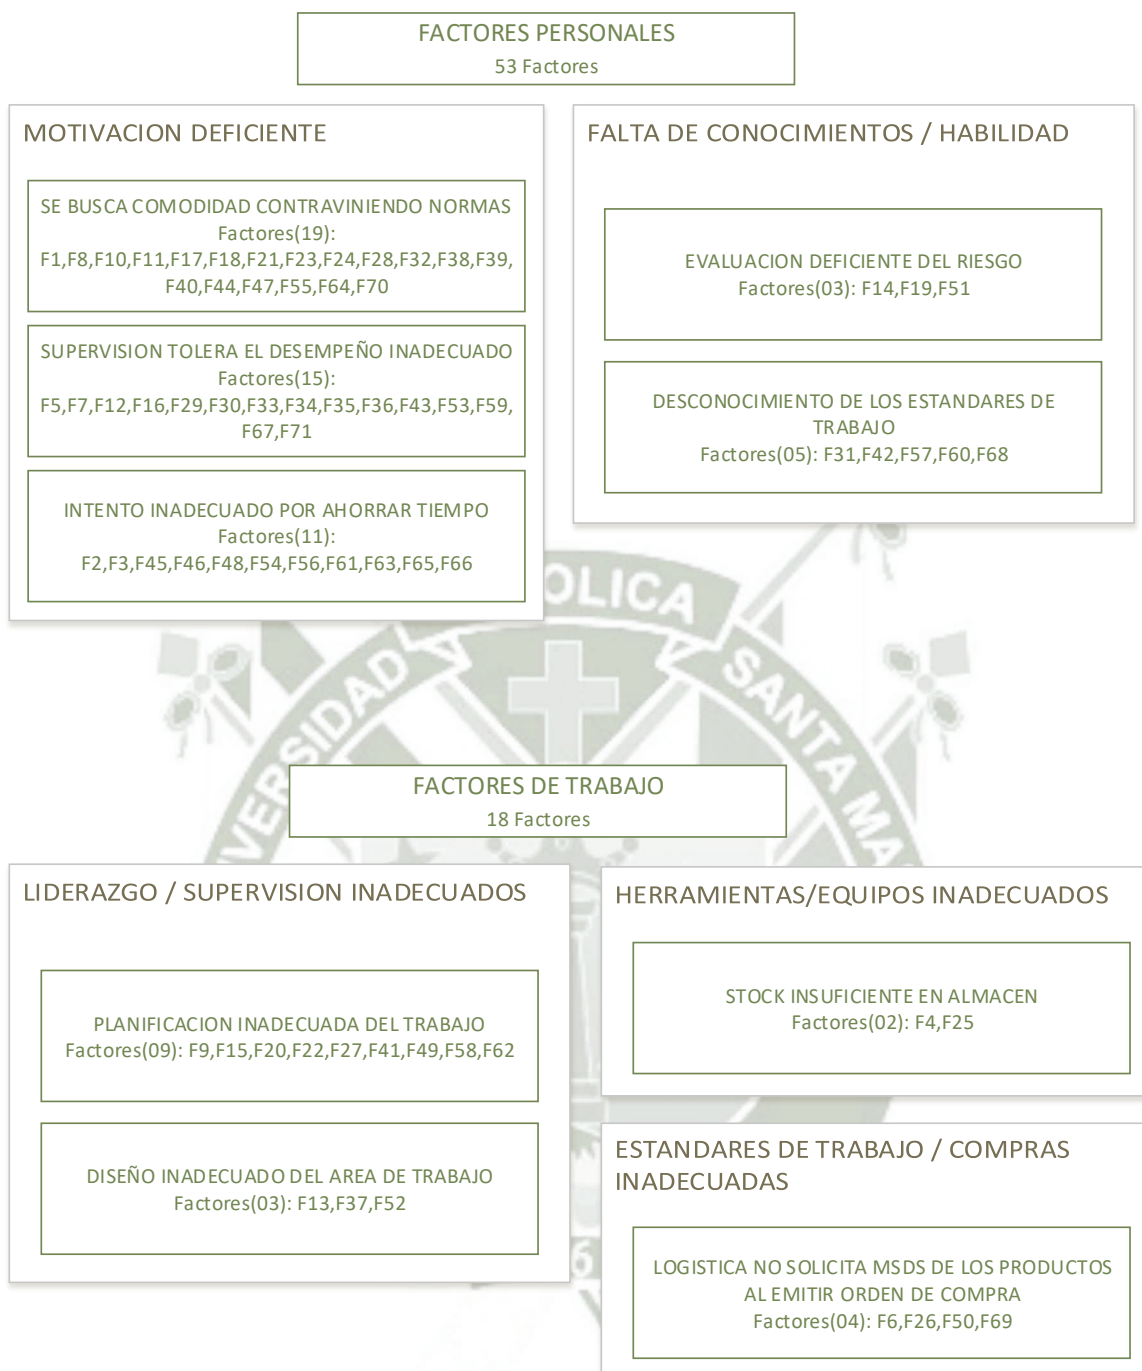 FACTORES PERSONALES
53 Factores
MOTIVACION DEFICIENTE
SE BUSCA COMODIDAD CONTRAVINIENDO NORMAS
Factores(19):
F1,F8,F10,F11,F17,F18,F21,F23,F24,F28,F32,F38,F39,
F40,F44,F47,F55,F64,F70
SUPERVISION TOLERA EL DESEMPEÑO INADECUADO
Factores(15):
F5,F7,F12,F16,F29,F30,F33,F34,F35,F36,F43,F53,F59,
F67,F71
INTENTO INADECUADO POR AHORRAR TIEMPO
Factores(11):
F2,F3,F45,F46,F48,F54,F56,F61,F63,F65,F66
FALTA DE CONOCIMIENTOS / HABILIDAD
EVALUACION DEFICIENTE DEL RIESGO
Factores(03): F14,F19,F51
DESCONOCIMIENTO DE LOS ESTANDARES DE
TRABAJO
Factores(05): F31,F42,F57,F60,F68
FACTORES DE TRABAJO
18 Factores
LIDERAZGO / SUPERVISION INADECUADOS
PLANIFICACION INADECUADA DEL TRABAJO
Factores(09): F9,F15,F20,F22,F27,F41,F49,F58,F62
DISEÑO INADECUADO DEL AREA DE TRABAJO
Factores(03): F13,F37,F52
HERRAMIENTAS/EQUIPOS INADECUADOS
STOCK INSUFICIENTE EN ALMACEN
Factores(02): F4,F25
ESTANDARES DE TRABAJO / COMPRAS
INADECUADAS
LOGISTICA NO SOLICITA MSDS DE LOS PRODUCTOS
AL EMITIR ORDEN DE COMPRA
Factores(04): F6,F26,F50,F69